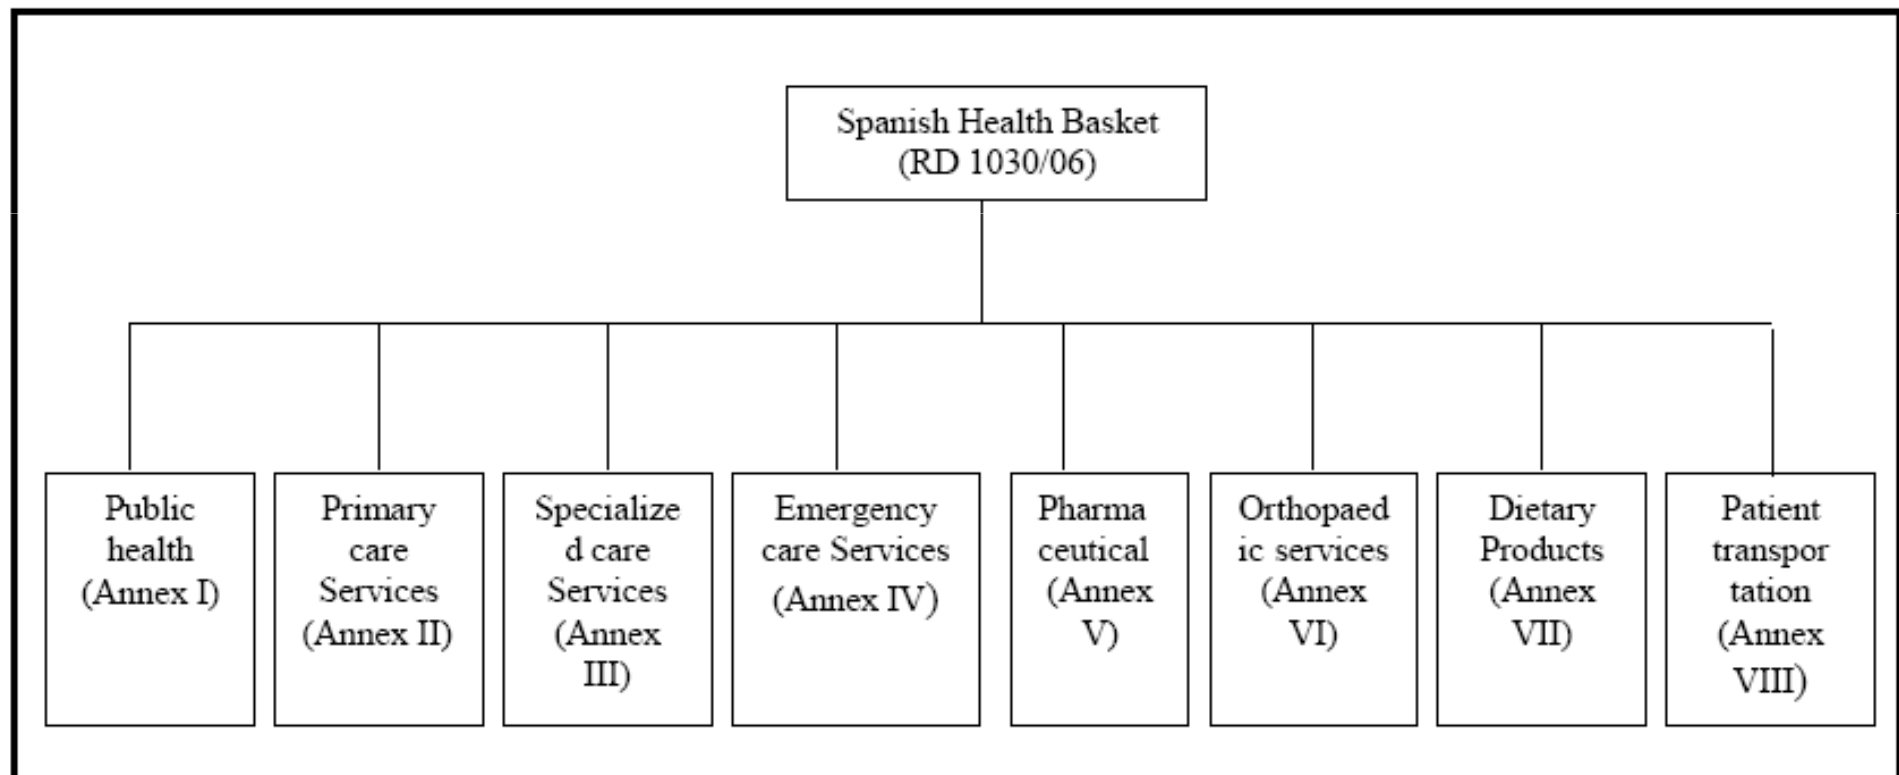 Spanish Health Basket
(RD 1030/06)
Public
health
(Annex I)
Primary
care
Services
(Annex II)
Specialize
d care
Services
(Annex
III)
Emergency
care Services
(Annex IV)
Pharma
ceutical
(Annex
V)
Orthopaed
ic services
(Annex
VI)
Dietary
Products
(Annex
VII)
Patient
transpor
tation
(Annex
VIII)